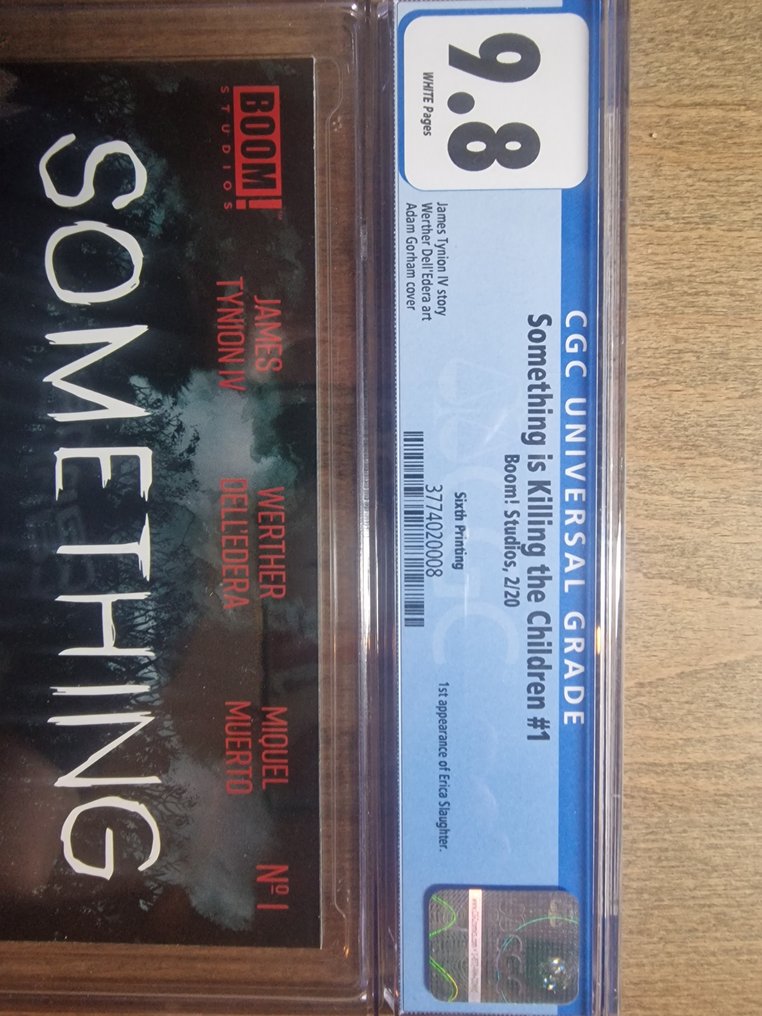 CGC UNIVERSAL GRADE
9.8
WHITE Pages
Something is Killing the Children #1
Boom! Studios, 2/20
James Tynion IV story
Werther Dell'Edera art
Adam Gorham cover
Sixth Printing
3774020008
1st appearance of Erica Slaughter.
CGC
BOOM!™
STUDIOS
JAMES
TYNION IV
WERTHER
DELL'EDERA
MIQUEL
MUERTO
Nº 1
SOMETHING